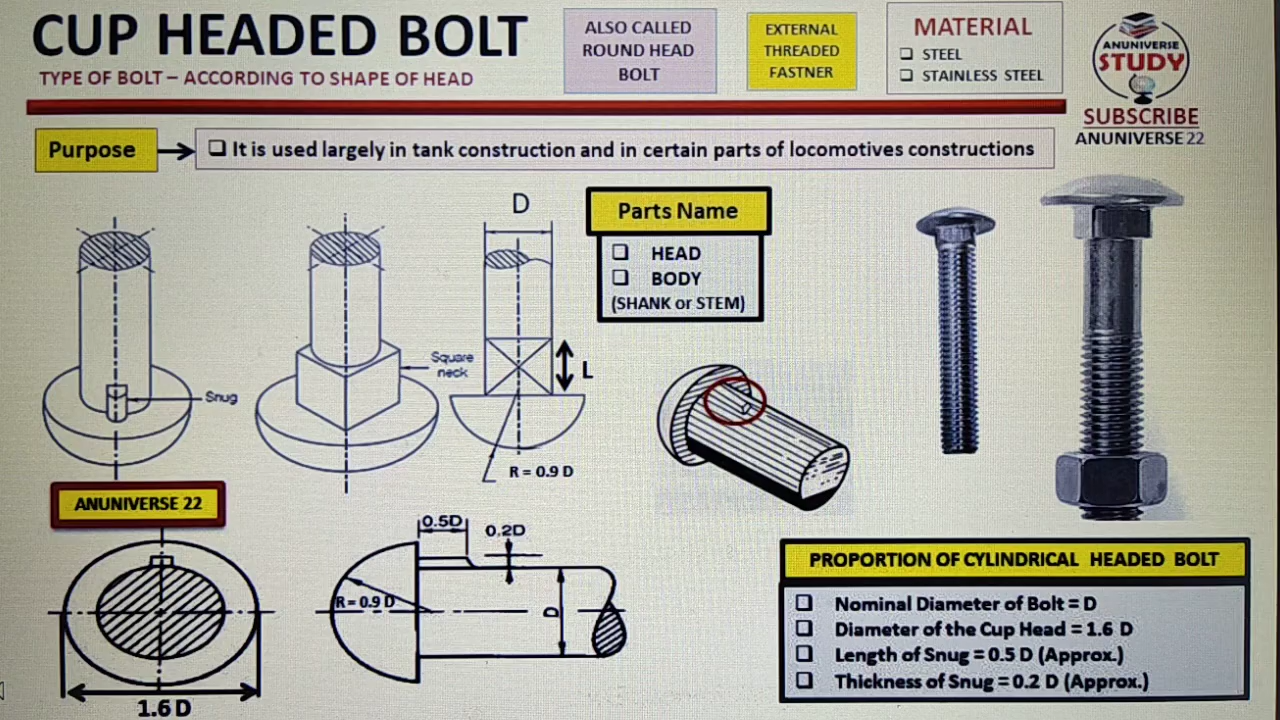 CUP HEADED BOLT
TYPE OF BOLT – ACCORDING TO SHAPE OF HEAD
ALSO CALLED
ROUND HEAD
BOLT
EXTERNAL
THREADED
FASTNER
MATERIAL
❑ STEEL
❑ STAINLESS STEEL
ANUNIVERSE
STUDY
SUBSCRIBE
ANUNIVERSE 22
Purpose
❑ It is used largely in tank construction and in certain parts of locomotives constructions
D
Parts Name
❑ HEAD
❑ BODY
(SHANK or STEM)
Snug
Square
neck
L
R = 0.9 D
ANUNIVERSE 22
1.6 D
0.5D
0.2D
R = 0.9 D
D
PROPORTION OF CYLINDRICAL HEADED BOLT
❑ Nominal Diameter of Bolt = D
❑ Diameter of the Cup Head = 1.6 D
❑ Length of Snug = 0.5 D (Approx.)
❑ Thickness of Snug = 0.2 D (Approx.)